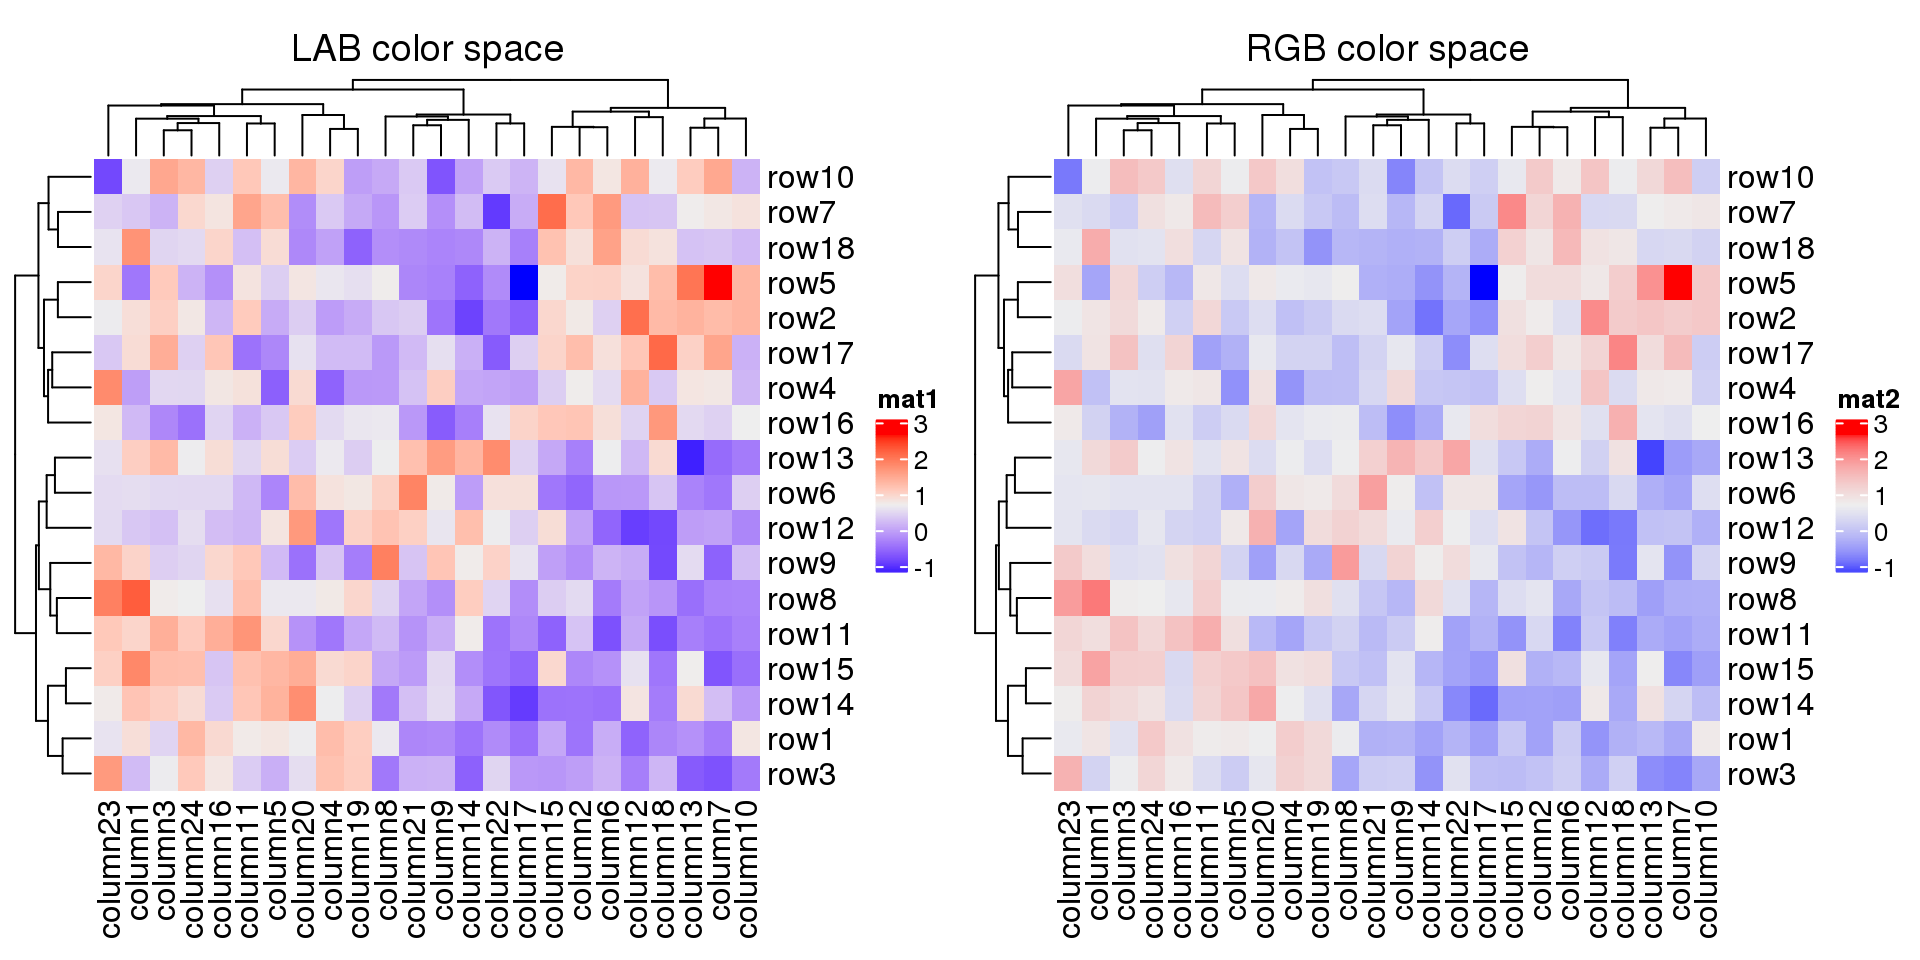 LAB color space
row10
row7
row18
row5
row2
row17
row4
row16
row13
row6
row12
row9
row8
row11
row15
row14
row1
row3
column23
column1
column3
column24
column16
column11
column5
column20
column4
column19
column8
column21
column9
column14
column22
column17
column15
column2
column6
column12
column18
column13
column7
column10
mat1
3
2
1
0
-1
RGB color space
row10
row7
row18
row5
row2
row17
row4
row16
row13
row6
row12
row9
row8
row11
row15
row14
row1
row3
column23
column1
column3
column24
column16
column11
column5
column20
column4
column19
column8
column21
column9
column14
column22
column17
column15
column2
column6
column12
column18
column13
column7
column10
mat2
3
2
1
0
-1